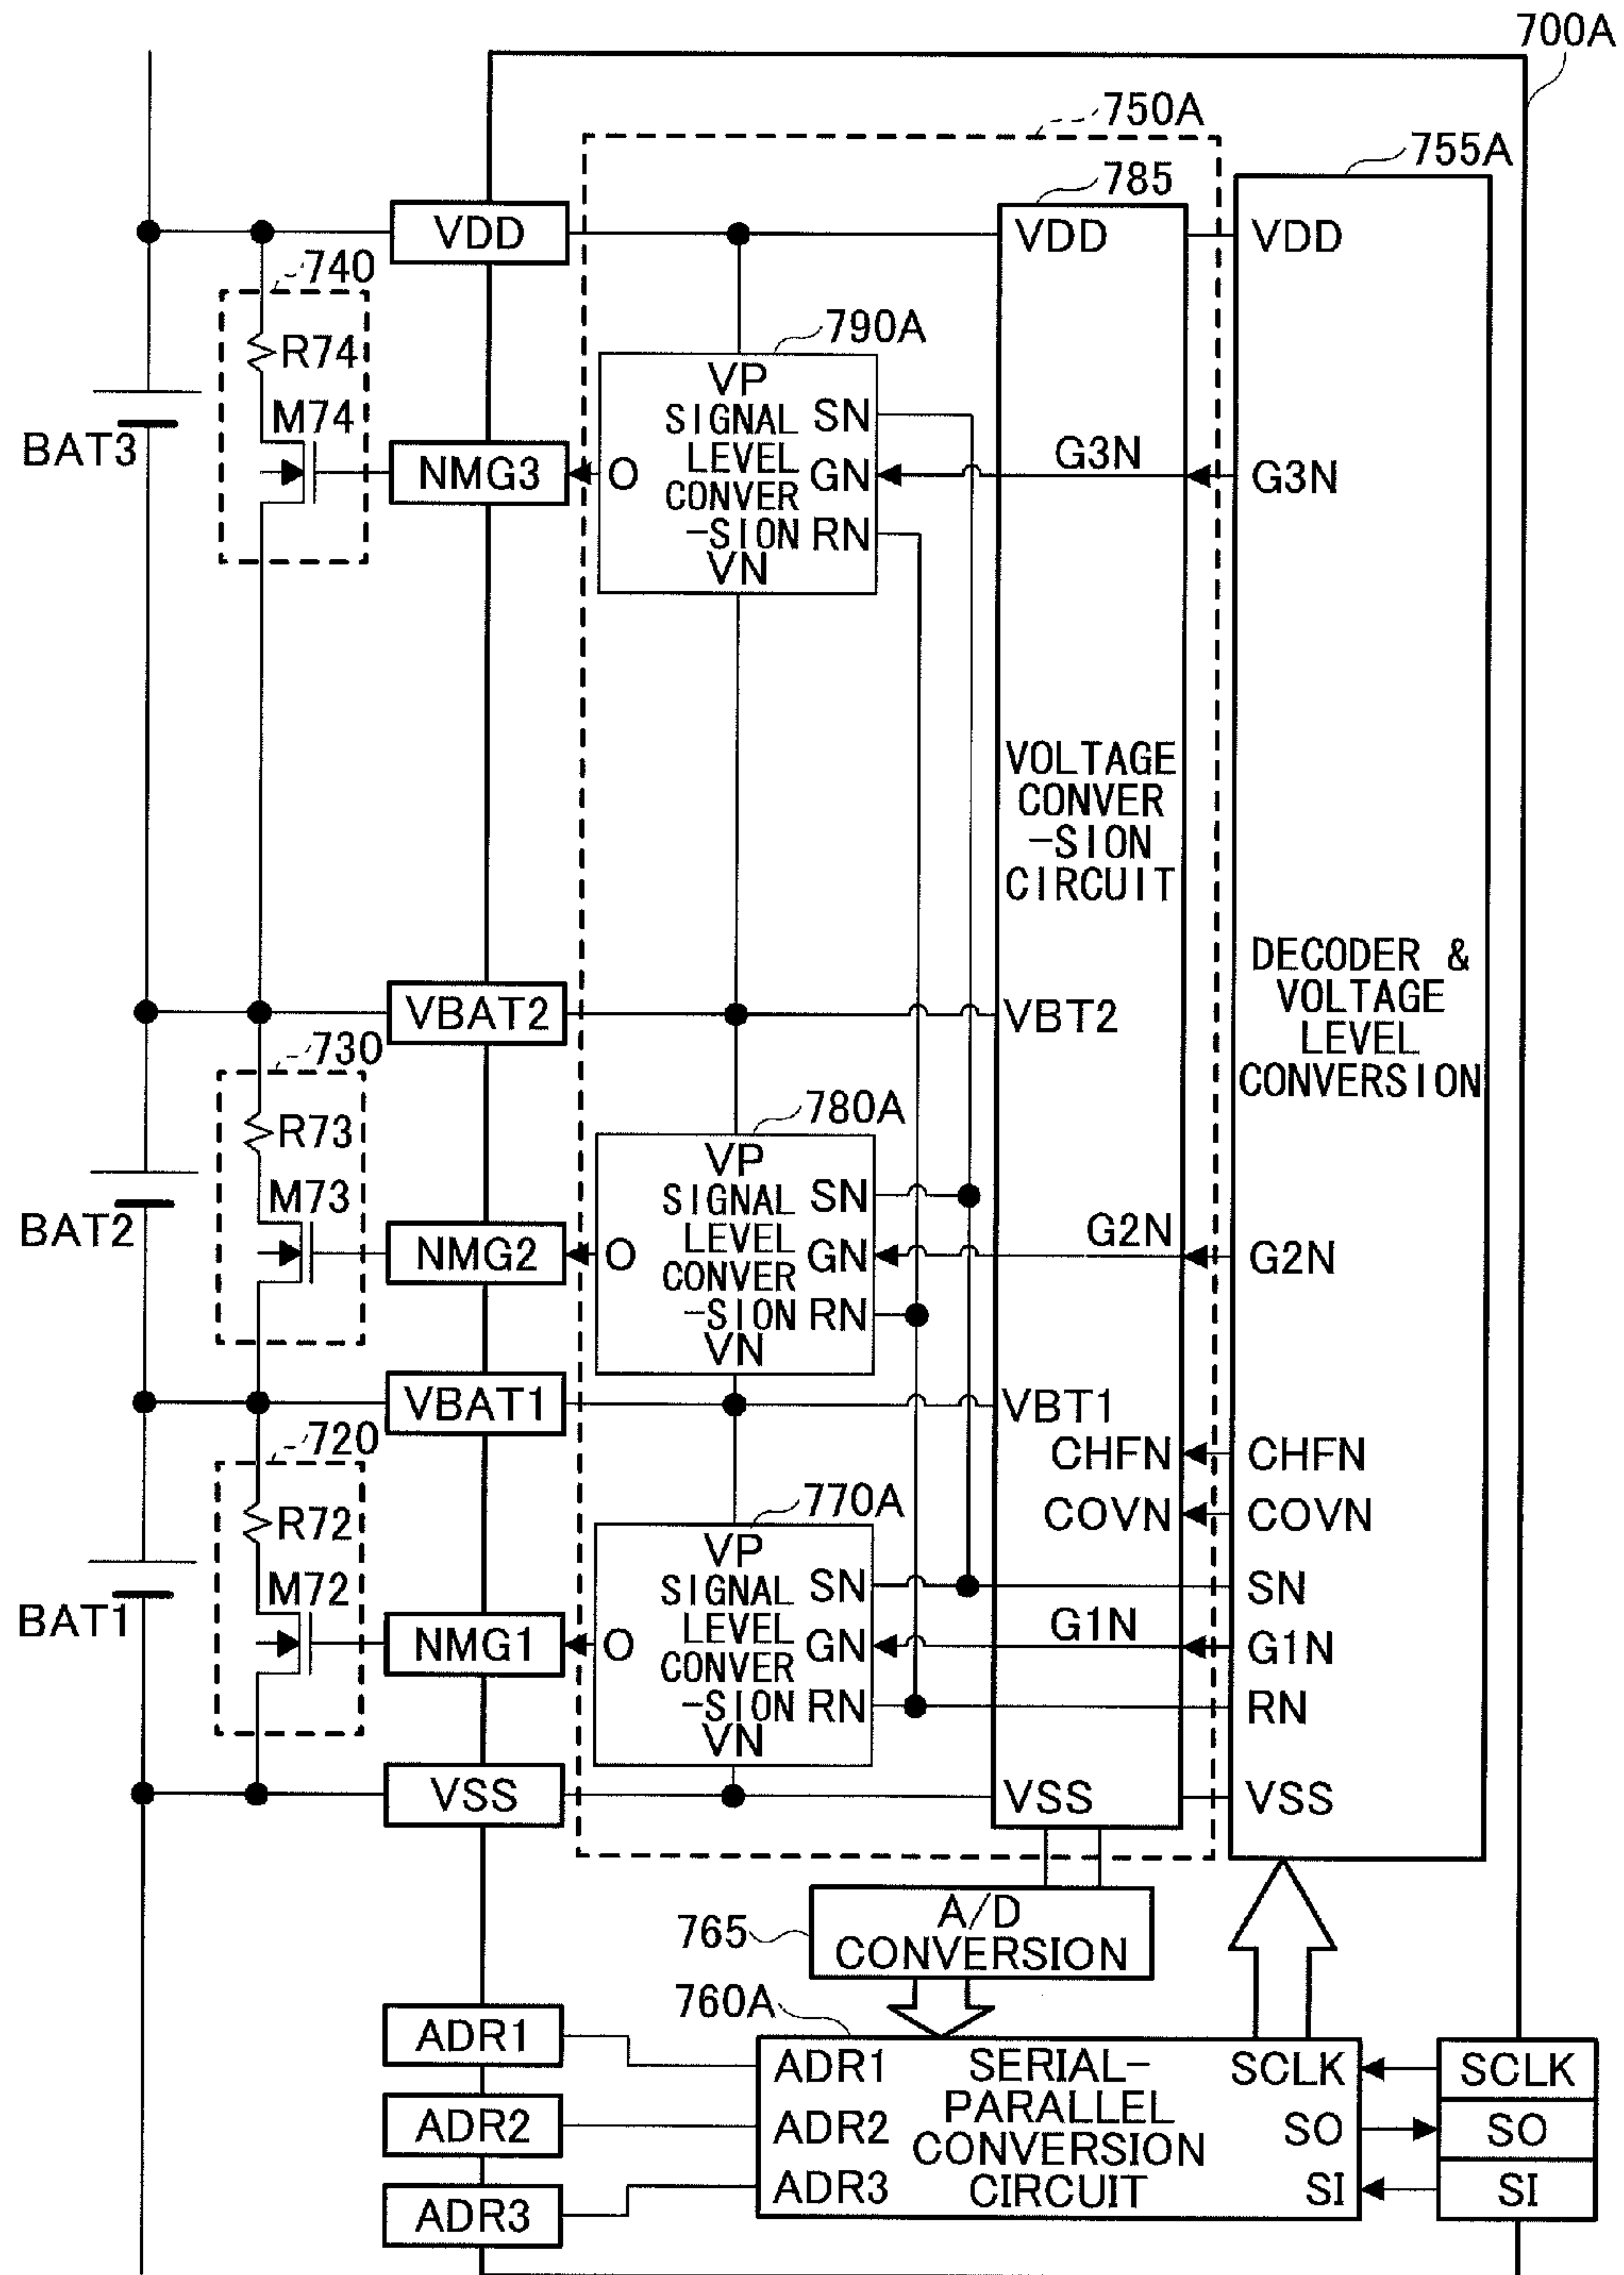 700A
750A
755A
785
VDD
VDD
VDD
740
790A
R74
VP
M74
SIGNAL
SN
BAT3
LEVEL
G3N
NMG3
O
CONVER
GN
G3N
-SION
RN
VN
VOLTAGE
CONVER
-SION
CIRCUIT
DECODER &
VOLTAGE
LEVEL
CONVERSION
VBAT2
VBT2
730
780A
R73
VP
M73
SIGNAL
SN
BAT2
LEVEL
G2N
NMG2
O
CONVER
GN
G2N
-SION
RN
VN
VBAT1
VBT1
720
CHFN
CHFN
770A
COVN
COVN
R72
VP
M72
SIGNAL
SN
SN
BAT1
LEVEL
G1N
NMG1
O
CONVER
GN
G1N
-SION
RN
RN
VN
VSS
VSS
VSS
765
A/D
CONVERSION
760A
ADR1
ADR1
SERIAL-
PARALLEL
CONVERSION
CIRCUIT
SCLK
SCLK
ADR2
ADR2
SO
SO
ADR3
ADR3
SI
SI